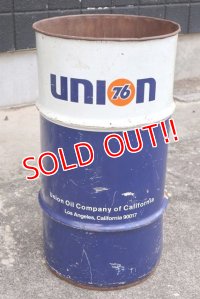 union
76
SOLD OUT!!
Union Oil Company of California
Los Angeles, California 90017